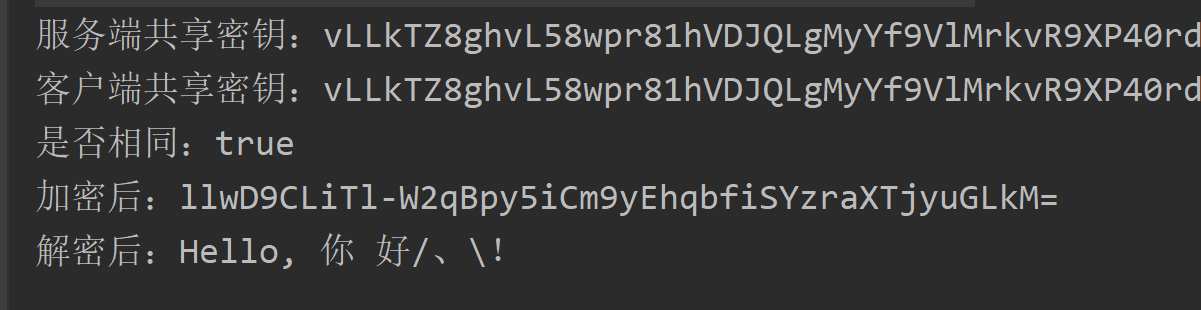 服务端共享密钥：vLLkTZ8ghvL58wpr81hVDJQLgMyYf9VlMrkvR9XP40rd
客户端共享密钥：vLLkTZ8ghvL58wpr81hVDJQLgMyYf9VlMrkvR9XP40rd
是否相同：true
加密后：llwD9CLiTl-W2qBpy5iCm9yEhqbfiSYzraXTjyuGLkM=
解密后：Hello, 你 好/、\!